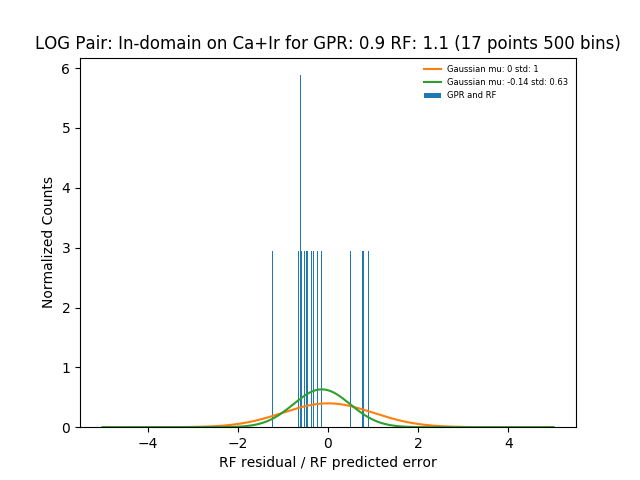 LOG Pair: In-domain on Ca+Ir for GPR: 0.9 RF: 1.1 (17 points 500 bins)
Gaussian mu: 0 std: 1
Gaussian mu: -0.14 std: 0.63
GPR and RF
Normalized Counts
6
5
4
3
2
1
0
−4 −2 0 2 4
RF residual / RF predicted error